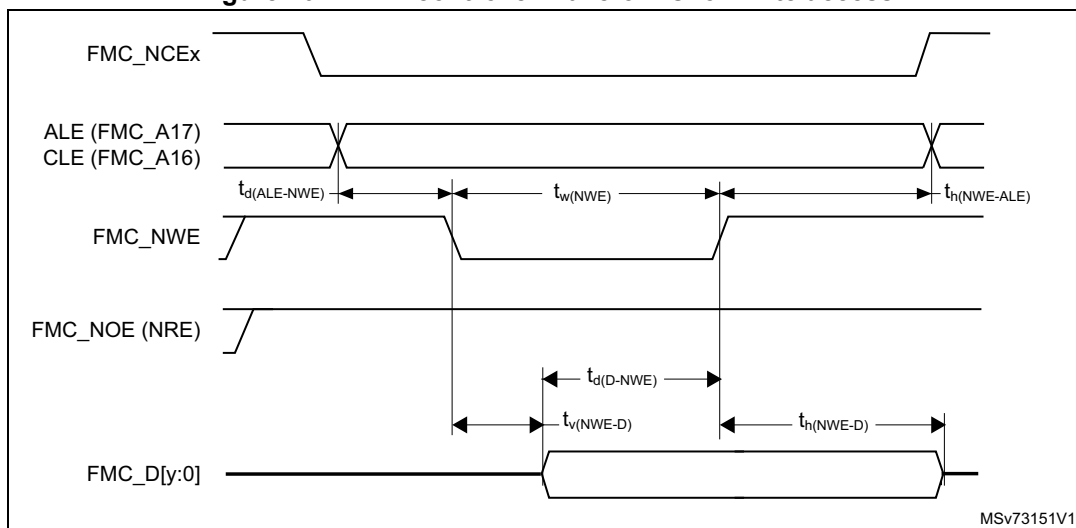 FMC_NCEx
ALE (FMC_A17)
CLE (FMC_A16)
td(ALE-NWE)
tw(NWE)
th(NWE-ALE)
FMC_NWE
FMC_NOE (NRE)
td(D-NWE)
tv(NWE-D)
th(NWE-D)
FMC_D[y:0]
MSv73151V1